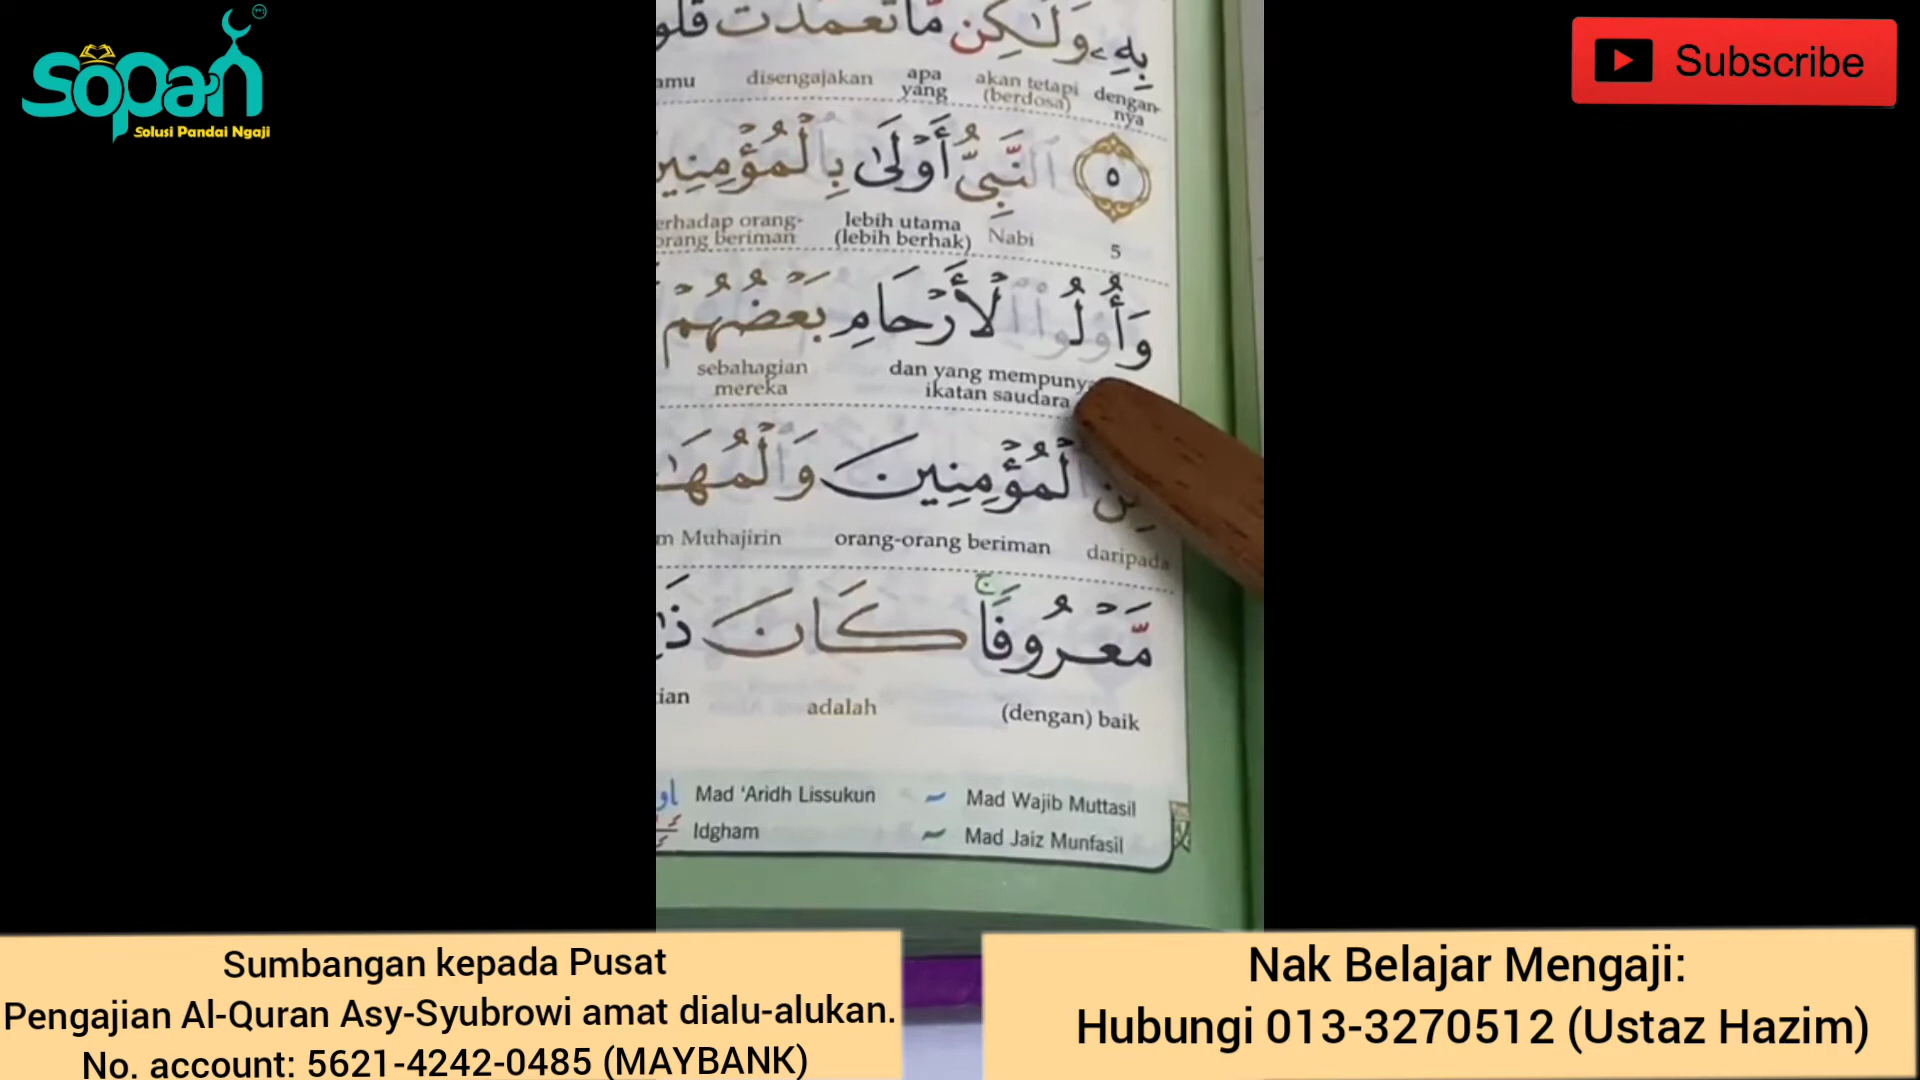 sopan
Solusi Pandai Ngaji
Subscribe
بِهِۦ وَلَـٰكِن مَّا تَعَمَّدَتْ
amu disengajakan apa yang akan tetapi (berdosa) dengan-nya
٥ ٱلنَّبِىُّ أَوْلَىٰ بِٱلْمُؤْمِنِين
erhadap orang-orang beriman lebih utama (lebih berhak) Nabi 5
وَأُو۟لُوا۟ ٱلْأَرْحَامِ بَعْضُهُمْ
sebahagian mereka dan yang mempuny ikatan saudara
مِنَ ٱلْمُؤْمِنِينَ وَٱلْمُهَـٰ
m Muhajirin orang-orang beriman daripada
مَّعْرُوفًا ۚ كَانَ ذَٰ
ian adalah (dengan) baik
Mad ‘Aridh Lissukun Mad Wajib Muttasil
Idgham Mad Jaiz Munfasil
Sumbangan kepada Pusat
Pengajian Al-Quran Asy-Syubrowi amat dialu-alukan.
No. account: 5621-4242-0485 (MAYBANK)
Nak Belajar Mengaji:
Hubungi 013-3270512 (Ustaz Hazim)